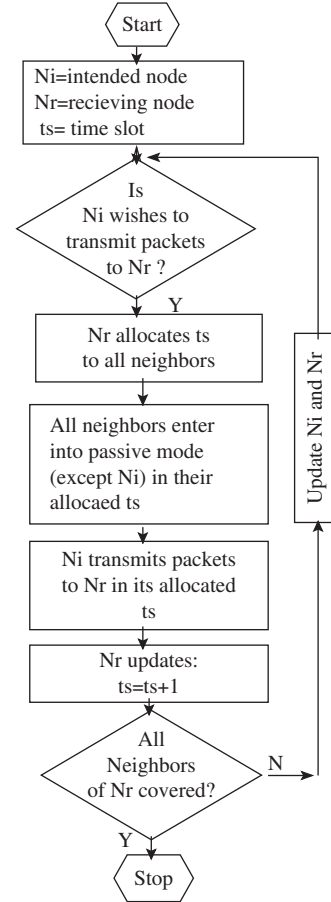 Start
Ni=intended node
Nr=recieving node
ts= time slot
Is
Ni wishes to
transmit packets
to Nr ?
Y
Nr allocates ts
to all neighbors
All neighbors enter
into passive mode
(except Ni) in their
allocaed ts
Ni transmits packets
to Nr in its allocated
ts
Nr updates:
ts=ts+1
All
Neighbors
of Nr covered?
N
Update Ni and Nr
Y
Stop